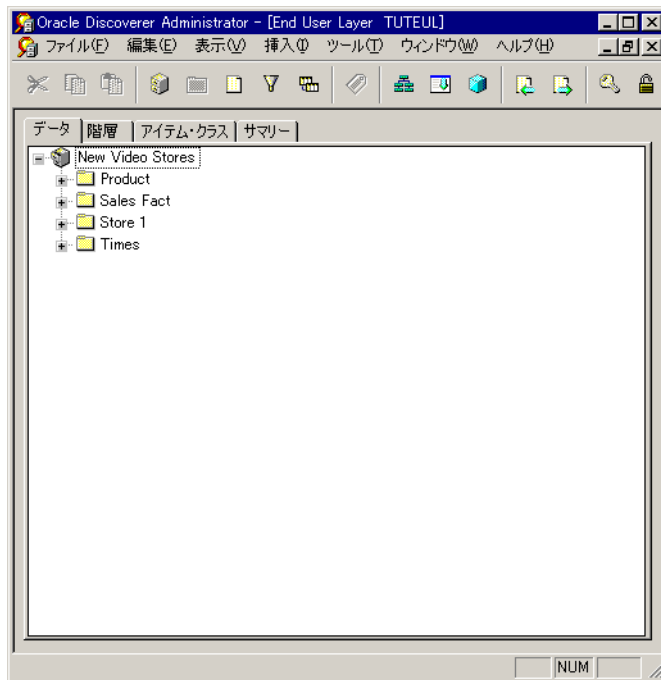 Oracle Discoverer Administrator - [End User Layer TUTEUL]
ファイル(F) 編集(E) 表示(V) 挿入(I) ツール(T) ウィンドウ(W) ヘルプ(H)
データ 階層 アイテム・クラス サマリー
New Video Stores
Product
Sales Fact
Store 1
Times
NUM